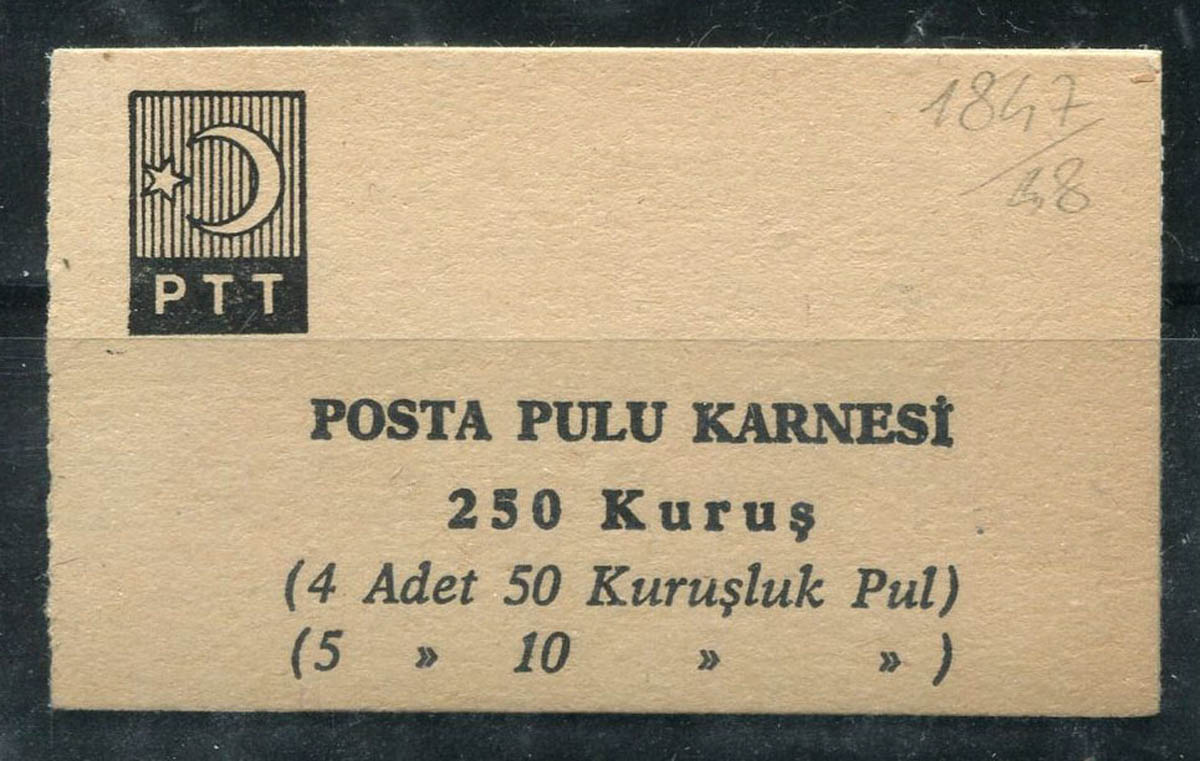 1847/48
PTT
POSTA PULU KARNESİ
250 Kuruş
(4 Adet 50 Kuruşluk Pul)
(5 » 10 » » )